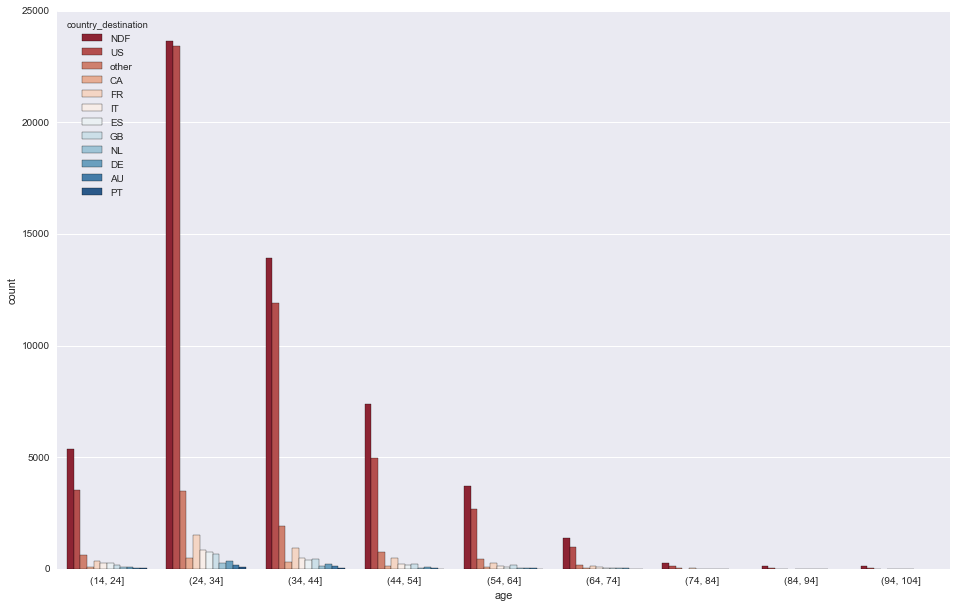 country_destination
NDF
US
other
CA
FR
IT
ES
GB
NL
DE
AU
PT
25000
20000
15000
10000
5000
0
count
(14, 24] (24, 34] (34, 44] (44, 54] (54, 64] (64, 74] (74, 84] (84, 94] (94, 104]
age